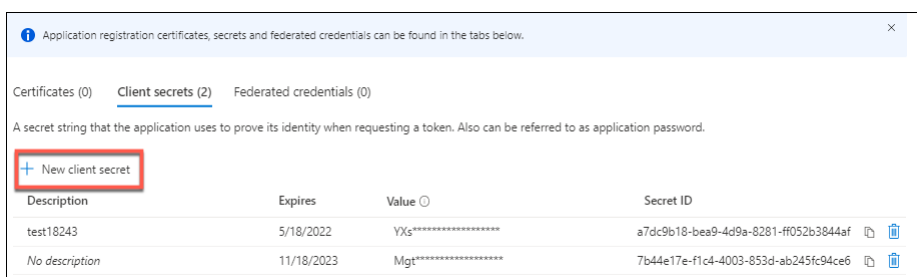 Application registration certificates, secrets and federated credentials can be found in the tabs below.
Certificates (0) Client secrets (2) Federated credentials (0)
A secret string that the application uses to prove its identity when requesting a token. Also can be referred to as application password.
+ New client secret
Description Expires Value Secret ID
test18243 5/18/2022 YXs****************** a7dc9b18-bea9-4d9a-8281-ff052b3844af
No description 11/18/2023 Mgt****************** 7b44e17e-f1c4-4003-853d-ab245fc94ce6